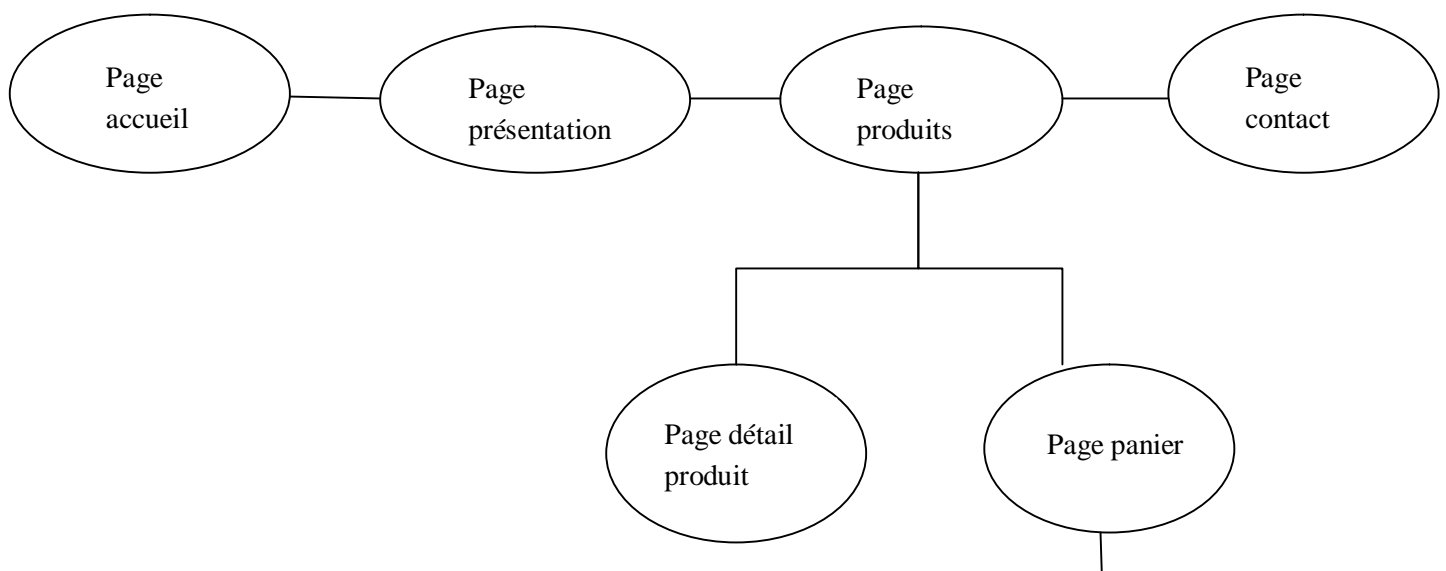 Page
accueil
Page
présentation
Page
produits
Page
contact
Page détail
produit
Page panier